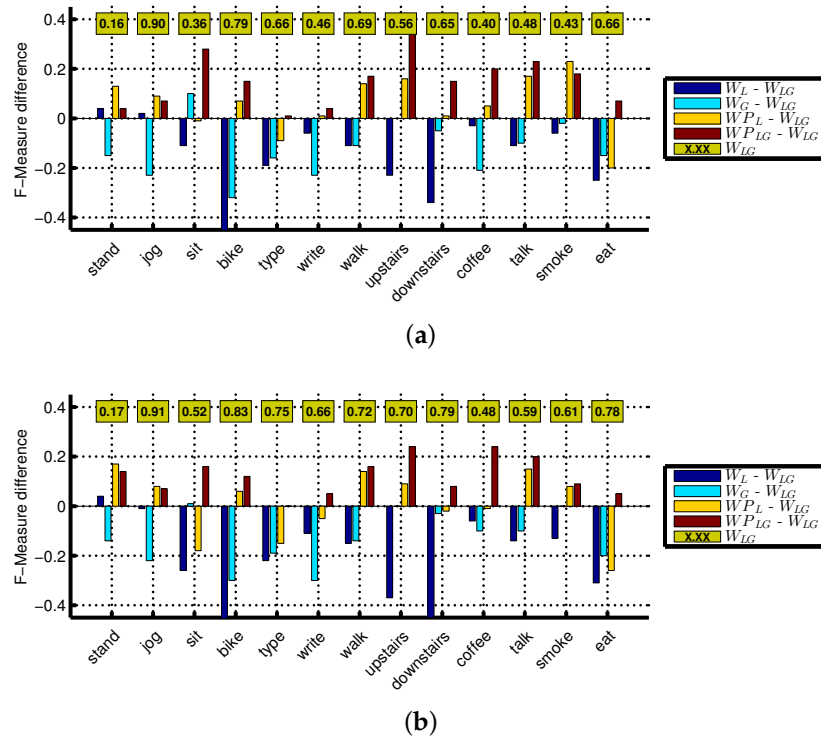 0.4
0.2
0
−0.2
−0.4
F−Measure difference
0.16 0.90 0.36 0.79 0.66 0.46 0.69 0.56 0.65 0.40 0.48 0.43 0.66
stand jog sit bike type write walk upstairs downstairs coffee talk smoke eat
W_L - W_LG
W_G - W_LG
WP_L - W_LG
WP_LG - W_LG
X.XX W_LG
(a)
0.4
0.2
0
−0.2
−0.4
F−Measure difference
0.17 0.91 0.52 0.83 0.75 0.66 0.72 0.70 0.79 0.48 0.59 0.61 0.78
stand jog sit bike type write walk upstairs downstairs coffee talk smoke eat
W_L - W_LG
W_G - W_LG
WP_L - W_LG
WP_LG - W_LG
X.XX W_LG
(b)